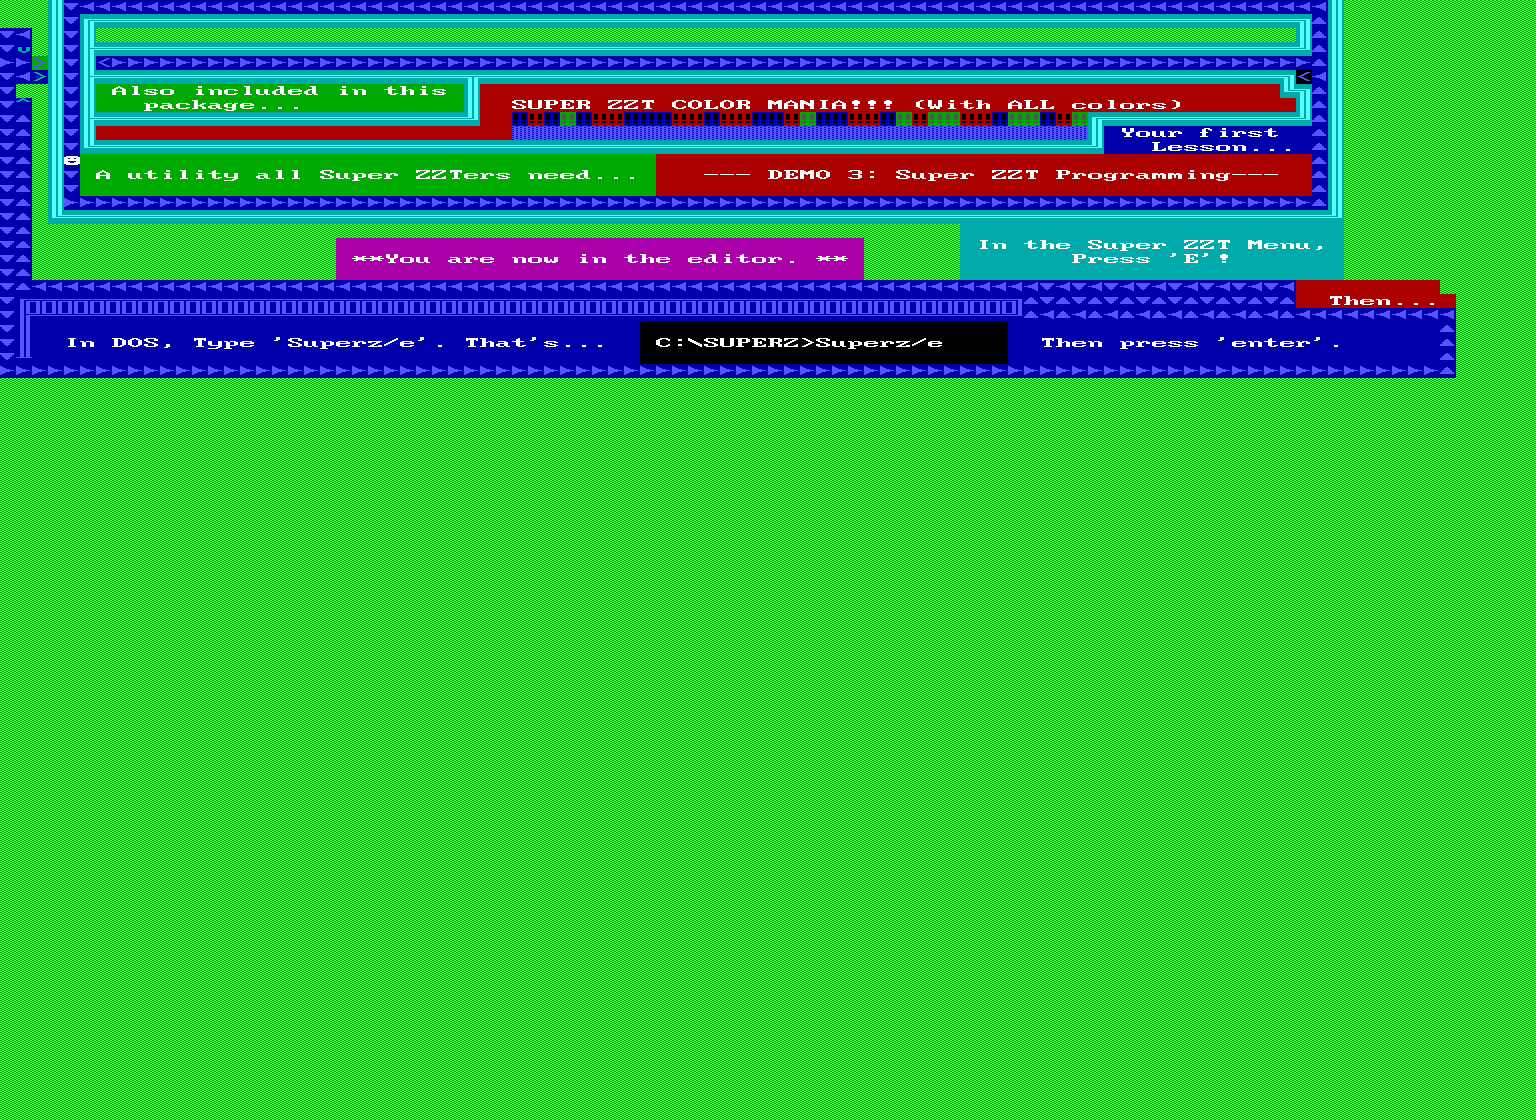 Also included in this
package...
SUPER ZZT COLOR MANIA!!! (With ALL colors)
Your first
Lesson...
A utility all Super ZZTers need...
--- DEMO 3: Super ZZT Programming---
In the Super ZZT Menu,
Press 'E'!
**You are now in the editor. **
Then...
In DOS, Type 'Superz/e'. That's...
C:\SUPERZ>Superz/e
Then press 'enter'.